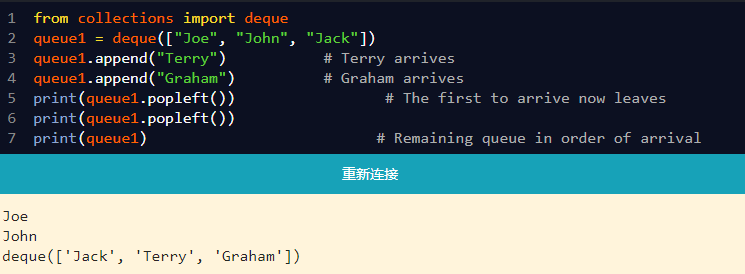 1 from collections import deque
2 queue1 = deque(["Joe", "John", "Jack"])
3 queue1.append("Terry")           # Terry arrives
4 queue1.append("Graham")          # Graham arrives
5 print(queue1.popleft())                 # The first to arrive now leaves
6 print(queue1.popleft())
7 print(queue1)                          # Remaining queue in order of arrival
重新连接
Joe
John
deque(['Jack', 'Terry', 'Graham'])